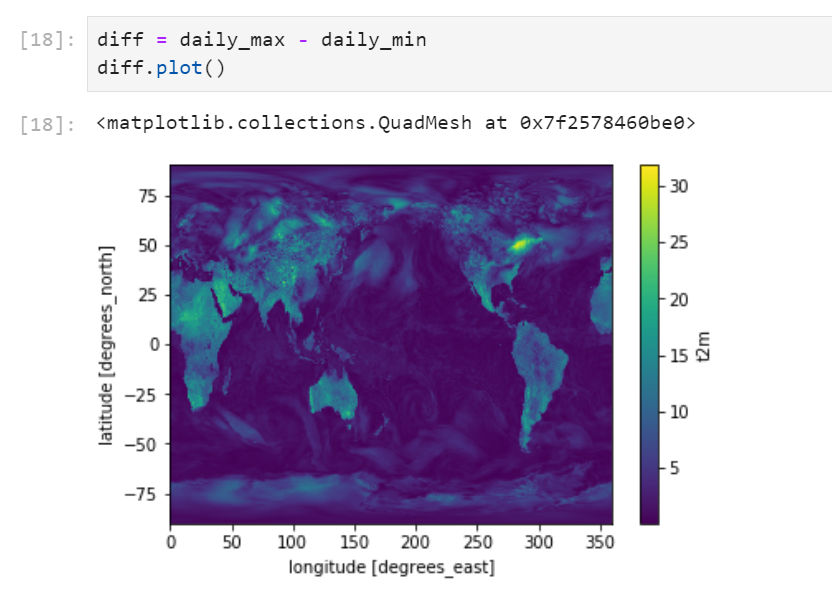 [18]: diff = daily_max - daily_min
diff.plot()
[18]: <matplotlib.collections.QuadMesh at 0x7f2578460be0>
75
50
25
0
−25
−50
−75
latitude [degrees_north]
0 50 100 150 200 250 300 350
longitude [degrees_east]
30
25
20
15
10
5
t2m